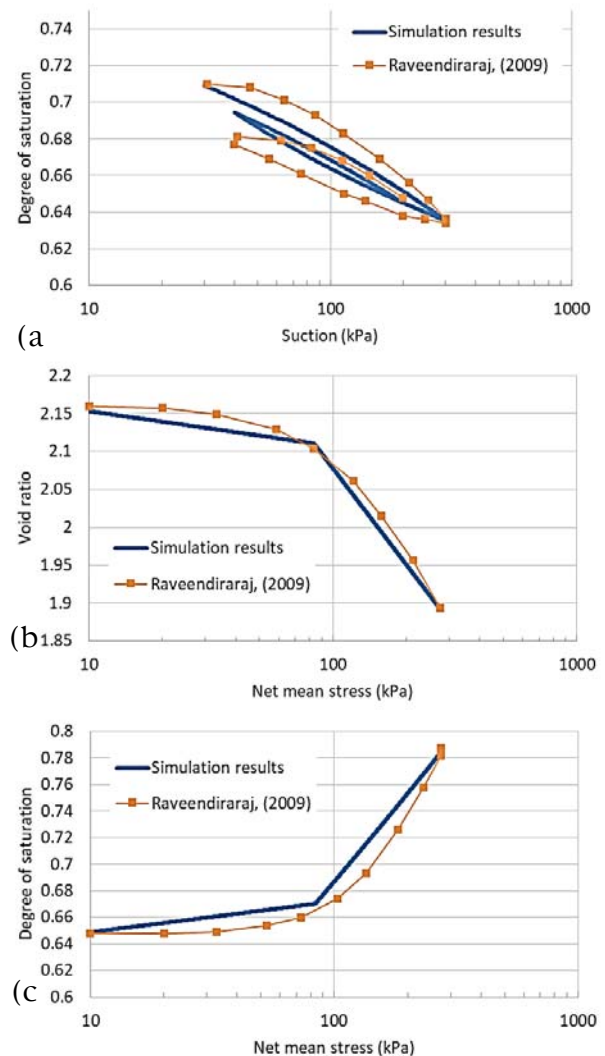 0.74
0.72
0.7
0.68
0.66
0.64
0.62
0.6
Degree of saturation
Simulation results
Raveendiraraj, (2009)
10
100
1000
Suction (kPa)
(a
2.2
2.15
2.1
2.05
2
1.95
1.9
1.85
Void ratio
Simulation results
Raveendiraraj, (2009)
10
100
1000
Net mean stress (kPa)
(b
0.8
0.78
0.76
0.74
0.72
0.7
0.68
0.66
0.64
0.62
0.6
Degree of saturation
Simulation results
Raveendiraraj, (2009)
10
100
1000
Net mean stress (kPa)
(c